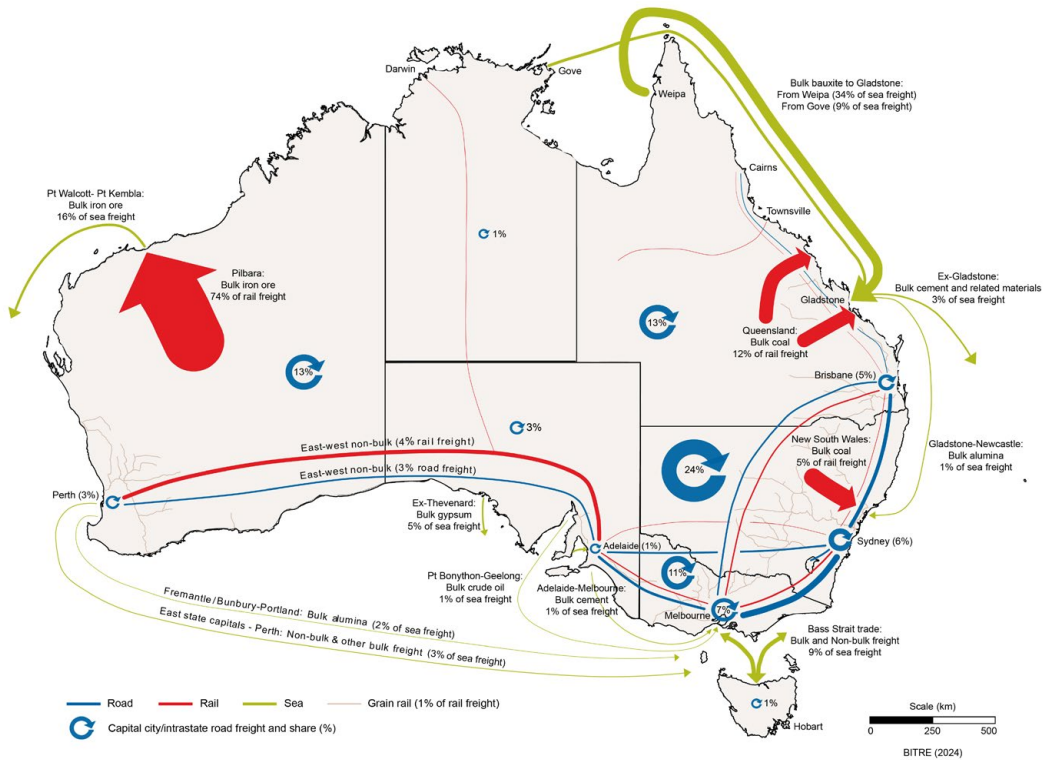 Darwin
Gove
Weipa
Bulk bauxite to Gladstone:
From Weipa (34% of sea freight)
From Gove (9% of sea freight)
Cairns
Townsville
Pt Walcott- Pt Kembla:
Bulk iron ore
16% of sea freight
1%
Pilbara:
Bulk iron ore
74% of rail freight
Ex-Gladstone:
Bulk cement and related materials
3% of sea freight
Gladstone
13%
Queensland:
Bulk coal
12% of rail freight
13%
Brisbane (5%)
3%
East-west non-bulk (4% rail freight)
East-west non-bulk (3% road freight)
24%
New South Wales:
Bulk coal
5% of rail freight
Gladstone-Newcastle:
Bulk alumina
1% of sea freight
Perth (3%)
Ex-Thevenard:
Bulk gypsum
5% of sea freight
Adelaide (1%)
Sydney (6%)
Pt Bonython-Geelong:
Bulk crude oil
1% of sea freight
Adelaide-Melbourne:
Bulk cement
1% of sea freight
11%
Melbourne
7%
Fremantle/Bunbury-Portland: Bulk alumina (2% of sea freight)
East state capitals - Perth: Non-bulk & other bulk freight (3% of sea freight)
Bass Strait trade:
Bulk and Non-bulk freight
9% of sea freight
1%
Hobart
Road
Rail
Sea
Grain rail (1% of rail freight)
Capital city/intrastate road freight and share (%)
Scale (km)
0 250 500
BITRE (2024)